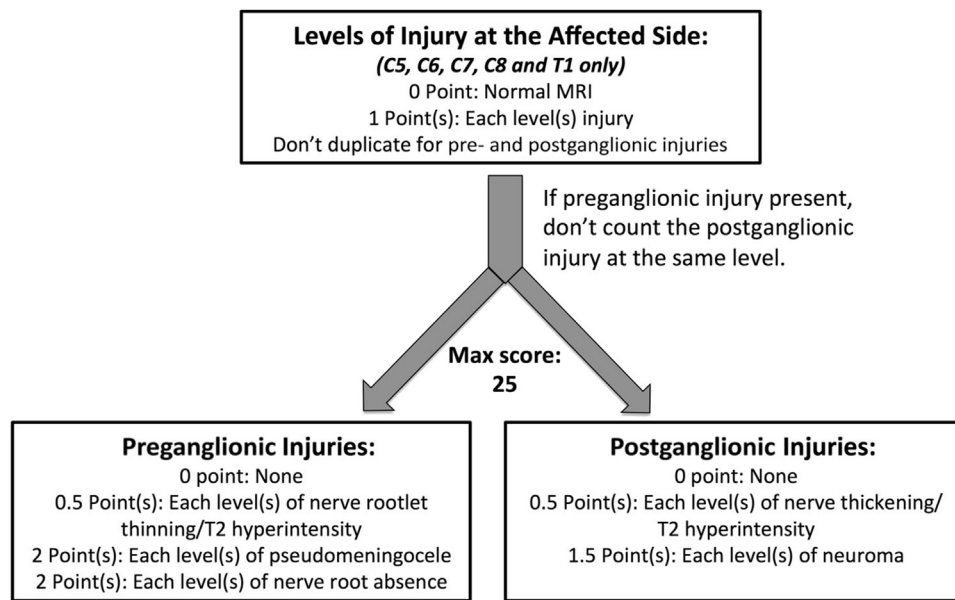 Levels of Injury at the Affected Side:
(C5, C6, C7, C8 and T1 only)
0 Point: Normal MRI
1 Point(s): Each level(s) injury
Don’t duplicate for pre- and postganglionic injuries
If preganglionic injury present,
don’t count the postganglionic
injury at the same level.
Max score:
25
Preganglionic Injuries:
0 point: None
0.5 Point(s): Each level(s) of nerve rootlet
thinning/T2 hyperintensity
2 Point(s): Each level(s) of pseudomeningocele
2 Point(s): Each level(s) of nerve root absence
Postganglionic Injuries:
0 point: None
0.5 Point(s): Each level(s) of nerve thickening/
T2 hyperintensity
1.5 Point(s): Each level(s) of neuroma